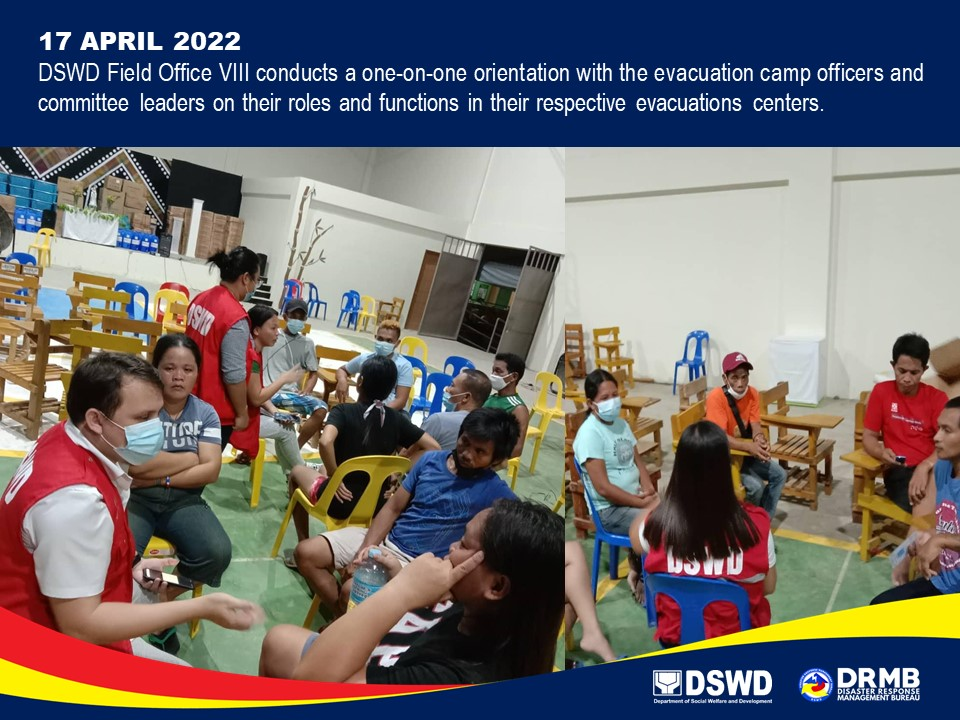 17 APRIL 2022
DSWD Field Office VIII conducts a one-on-one orientation with the evacuation camp officers and
committee leaders on their roles and functions in their respective evacuations centers.
DSWD
DSWD
DSWD
Department of Social Welfare and Development
DRMB
DISASTER RESPONSE
MANAGEMENT BUREAU